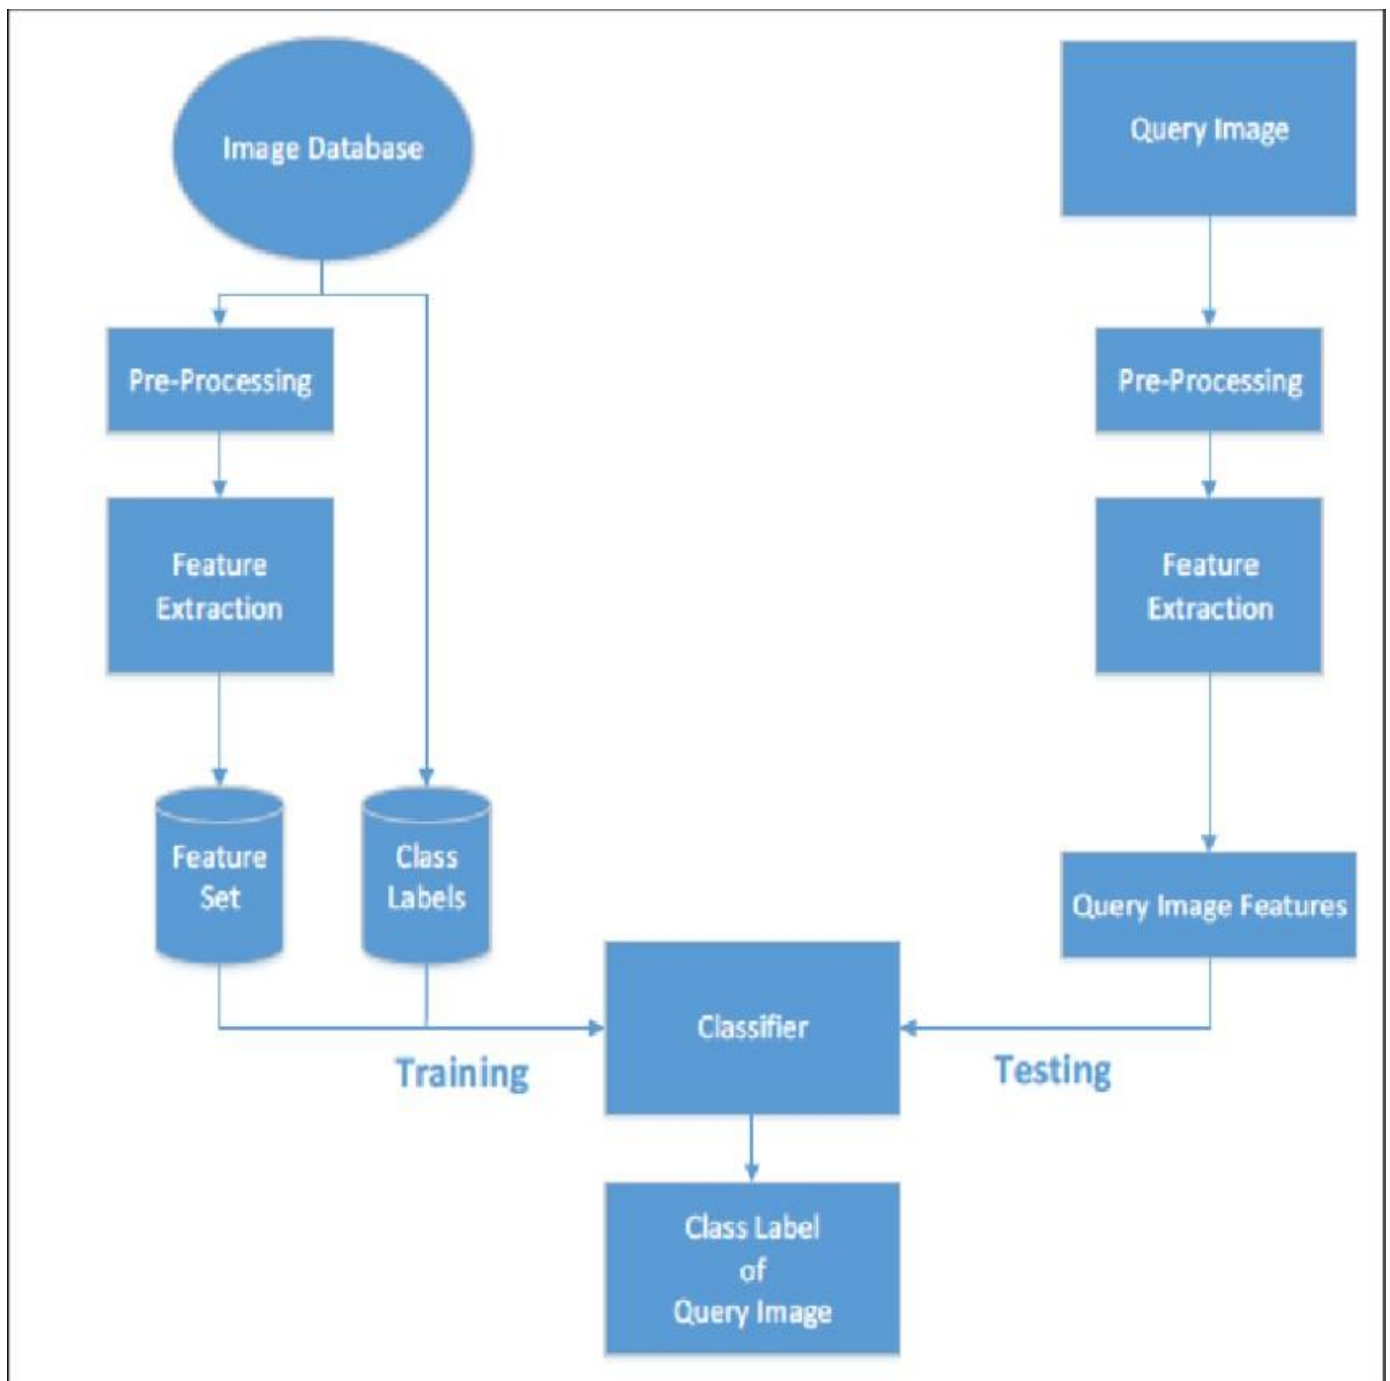 Image Database
Query Image
Pre-Processing
Pre-Processing
Feature
Extraction
Feature
Extraction
Feature
Set
Class
Labels
Query Image Features
Classifier
Training
Testing
Class Label
of
Query Image